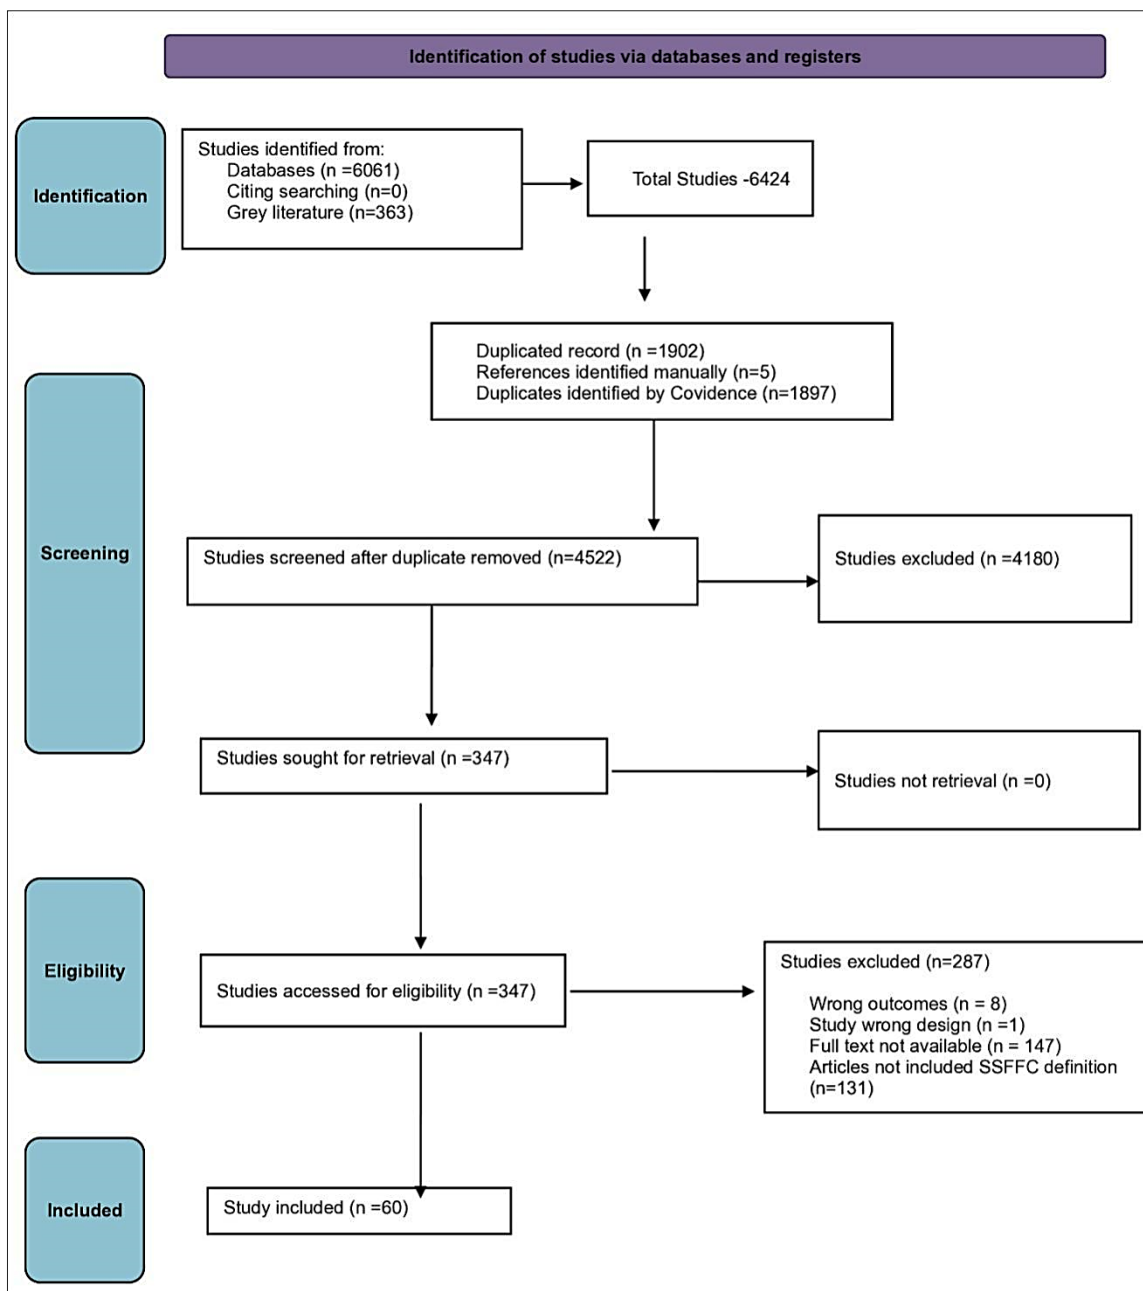 Identification of studies via databases and registers
Identification
Studies identified from:
Databases (n =6061)
Citing searching (n=0)
Grey literature (n=363)
Total Studies -6424
Duplicated record (n =1902)
References identified manually (n=5)
Duplicates identified by Covidence (n=1897)
Screening
Studies screened after duplicate removed (n=4522)
Studies excluded (n =4180)
Studies sought for retrieval (n =347)
Studies not retrieval (n =0)
Eligibility
Studies accessed for eligibility (n =347)
Studies excluded (n=287)
Wrong outcomes (n = 8)
Study wrong design (n =1)
Full text not available (n = 147)
Articles not included SSFFC definition
(n=131)
Included
Study included (n =60)